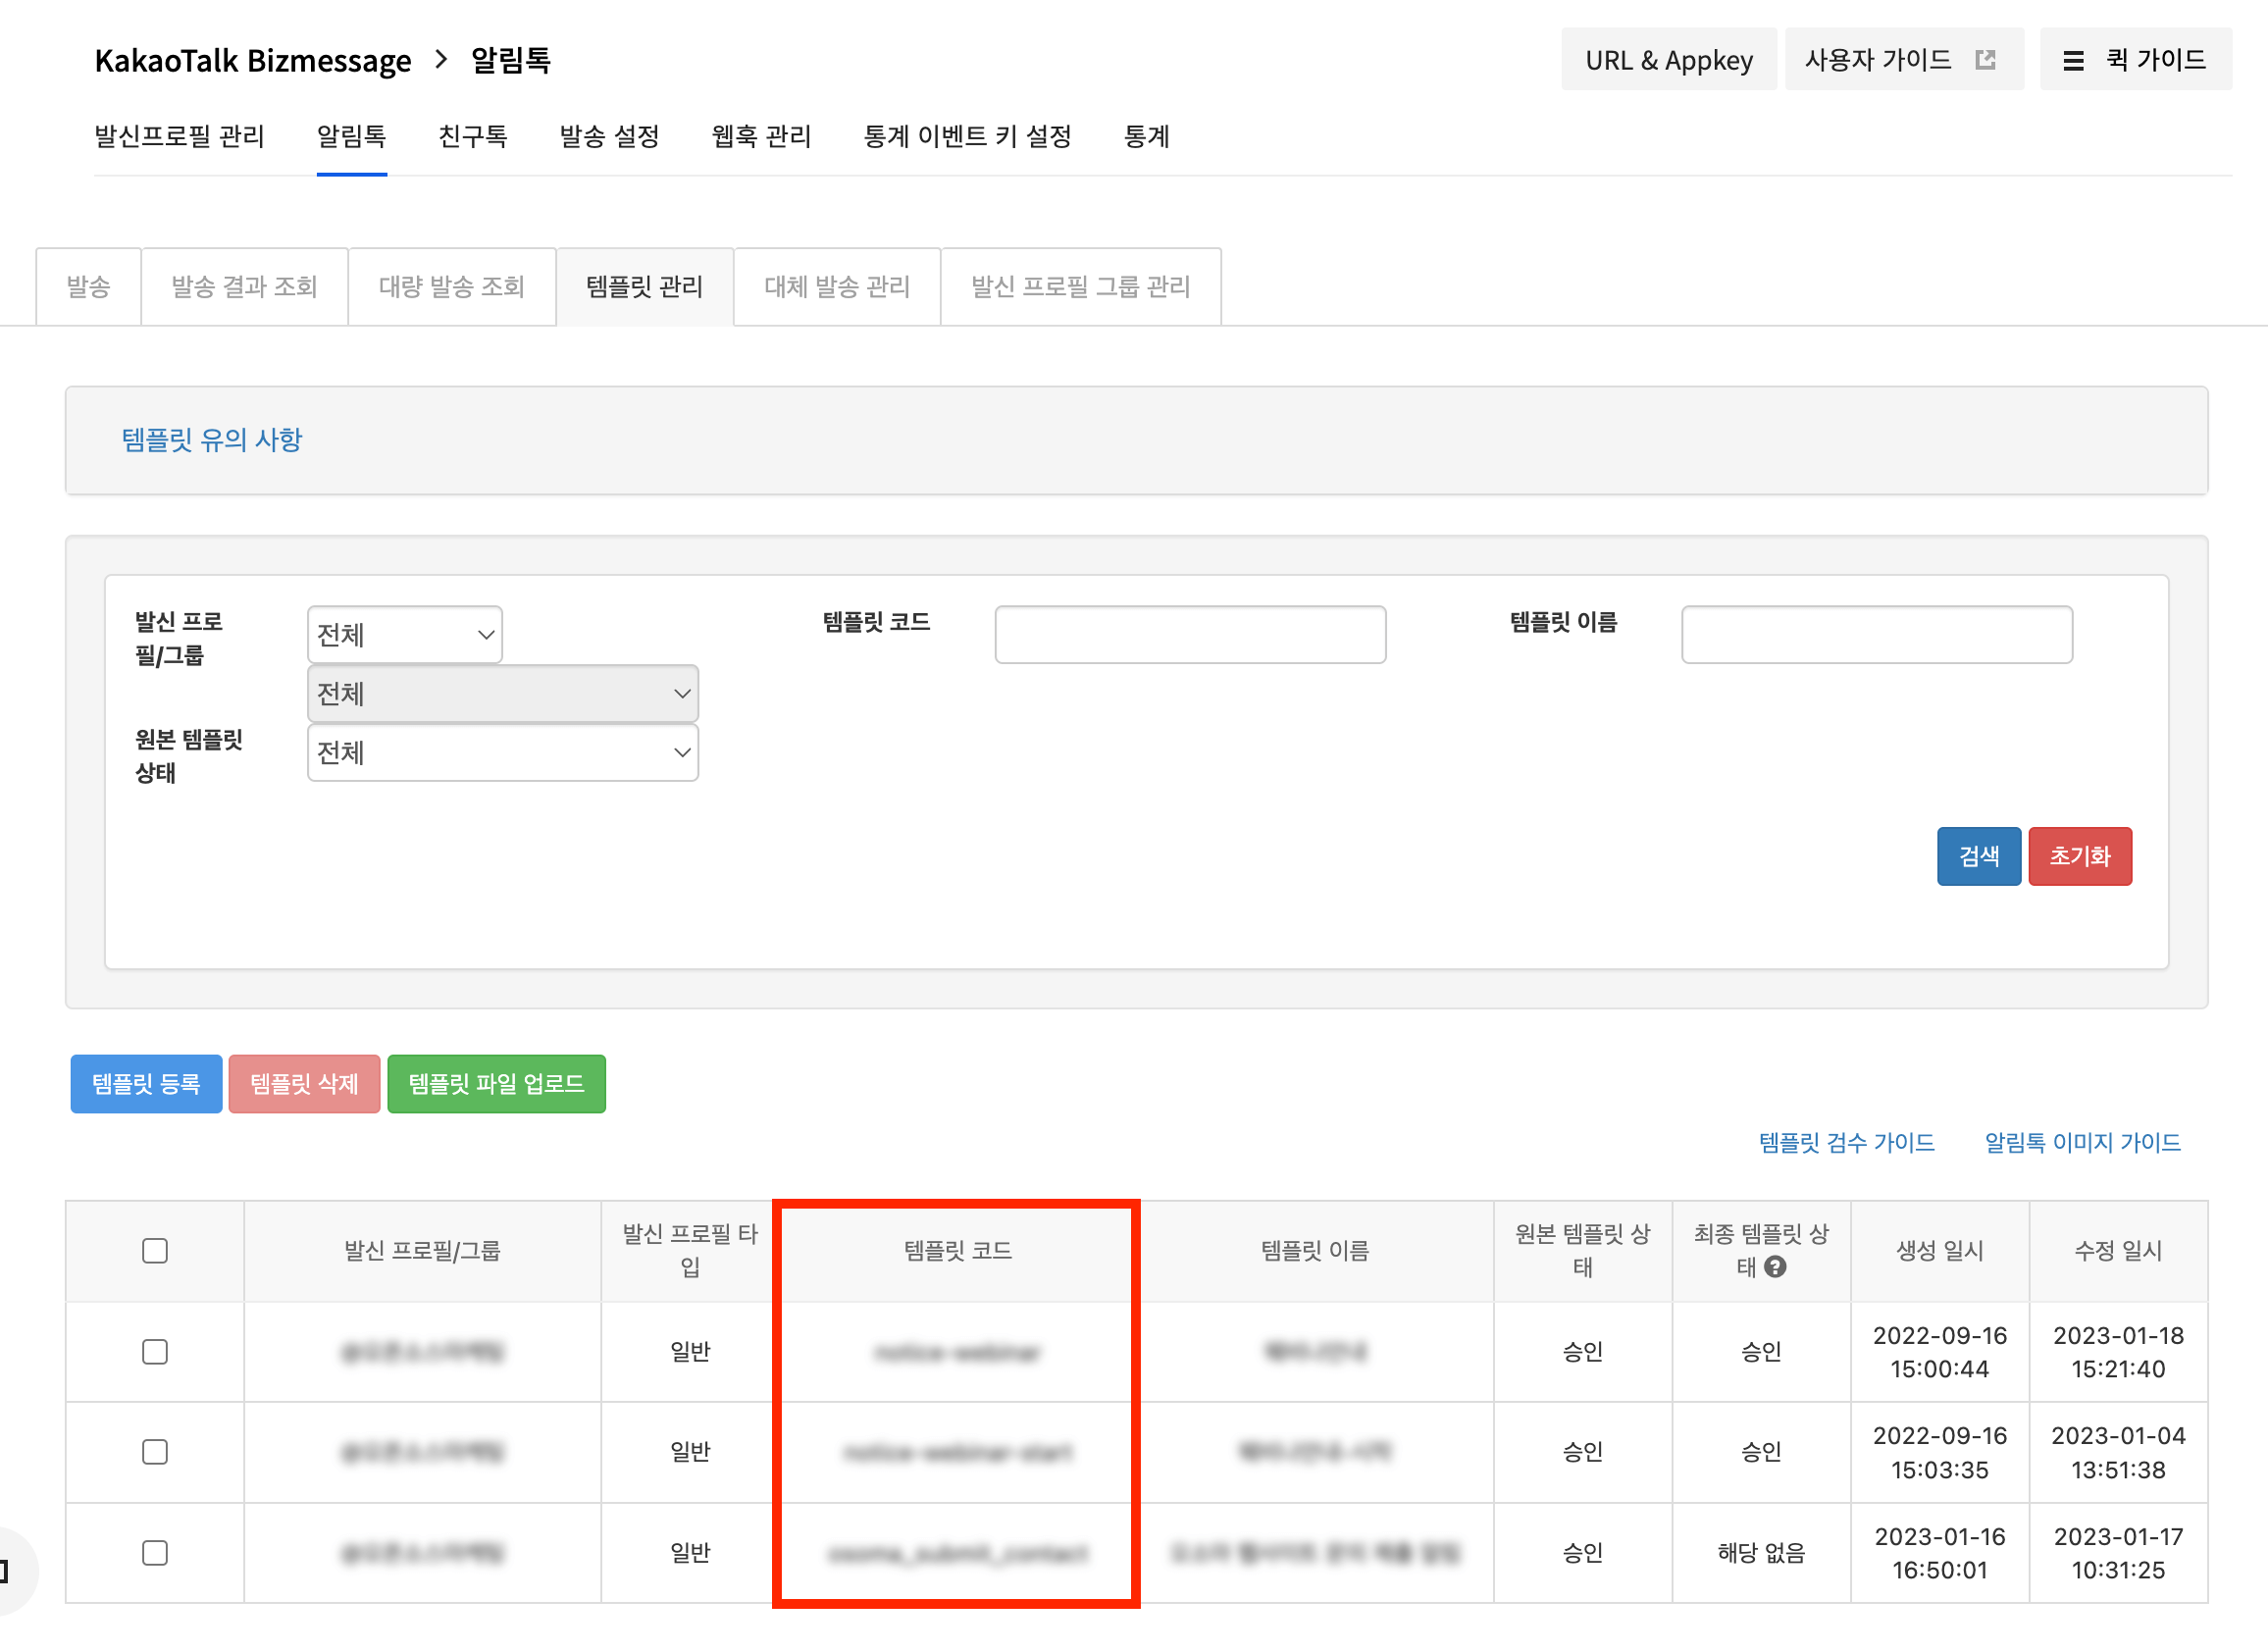 KakaoTalk Bizmessage > 알림톡
URL & Appkey
사용자 가이드
퀵 가이드
발신프로필 관리
알림톡
친구톡
발송 설정
웹훅 관리
통계 이벤트 키 설정
통계
발송
발송 결과 조회
대량 발송 조회
템플릿 관리
대체 발송 관리
발신 프로필 그룹 관리
템플릿 유의 사항
발신 프로
필/그룹
전체
전체
템플릿 코드
템플릿 이름
원본 템플릿
상태
전체
검색
초기화
템플릿 등록
템플릿 삭제
템플릿 파일 업로드
템플릿 검수 가이드
알림톡 이미지 가이드
발신 프로필/그룹
발신 프로필 타
입
템플릿 코드
템플릿 이름
원본 템플릿 상
태
최종 템플릿 상
태 ?
생성 일시
수정 일시
일반
notice-webinar
승인
승인
2022-09-16
15:00:44
2023-01-18
15:21:40
일반
notice-webinar-start
승인
승인
2022-09-16
15:03:35
2023-01-04
13:51:38
일반
osoma_submit_contact
승인
해당 없음
2023-01-16
16:50:01
2023-01-17
10:31:25